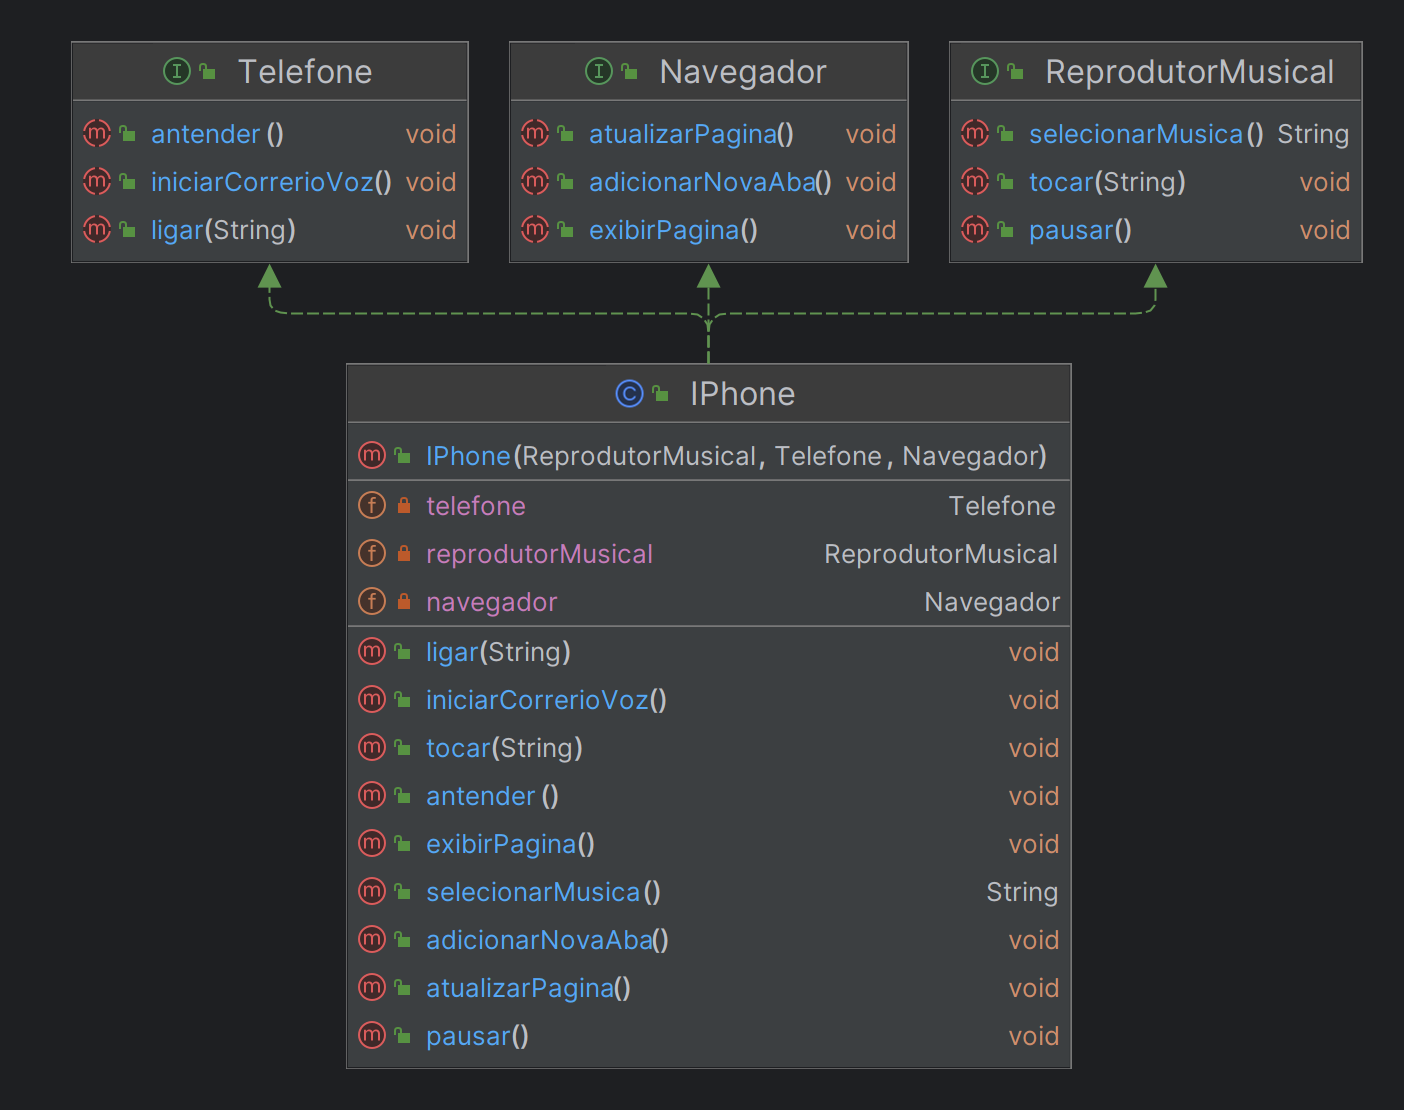 Telefone
antender() void
iniciarCorrerioVoz() void
ligar(String) void
Navegador
atualizarPagina() void
adicionarNovaAba() void
exibirPagina() void
ReprodutorMusical
selecionarMusica() String
tocar(String) void
pausar() void
IPhone
IPhone(ReprodutorMusical, Telefone, Navegador)
telefone Telefone
reprodutorMusical ReprodutorMusical
navegador Navegador
ligar(String) void
iniciarCorrerioVoz() void
tocar(String) void
antender() void
exibirPagina() void
selecionarMusica() String
adicionarNovaAba() void
atualizarPagina() void
pausar() void